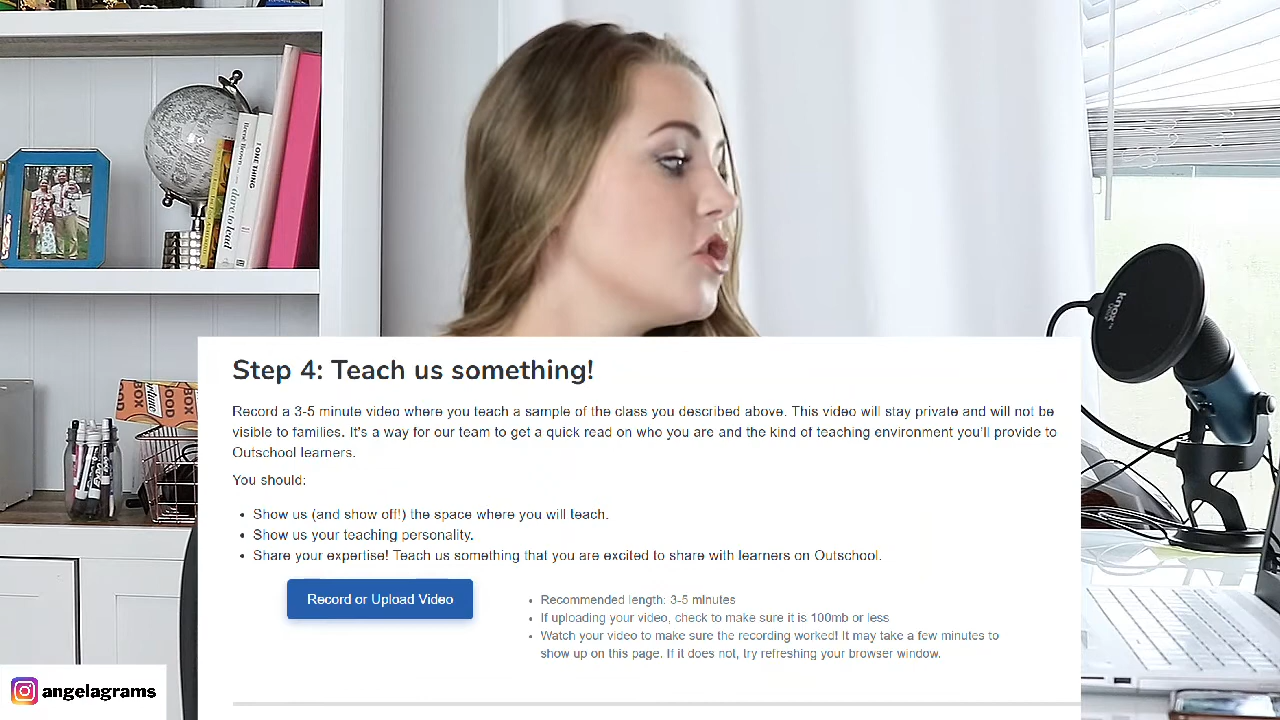 THE ONE THING
dare to lead
knox
Step 4: Teach us something!
Record a 3-5 minute video where you teach a sample of the class you described above. This video will stay private and will not be
visible to families. It's a way for our team to get a quick read on who you are and the kind of teaching environment you'll provide to
Outschool learners.
You should:
• Show us (and show off!) the space where you will teach.
• Show us your teaching personality.
• Share your expertise! Teach us something that you are excited to share with learners on Outschool.
Record or Upload Video
• Recommended length: 3-5 minutes
• If uploading your video, check to make sure it is 100mb or less
• Watch your video to make sure the recording worked! It may take a few minutes to
show up on this page. If it does not, try refreshing your browser window.
angelagrams